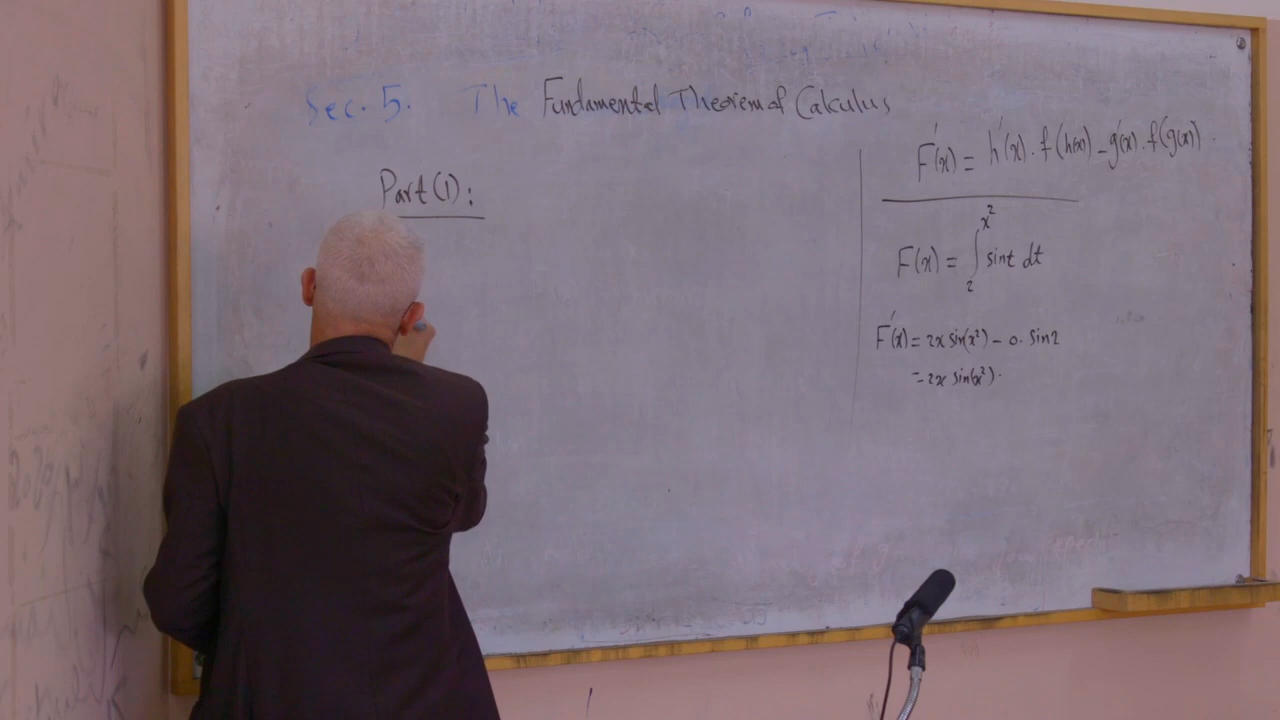 Sec. 5. The Fundamental Theorem of Calculus
Part(1):
F'(x) = h'(x) . f(h(x)) - g'(x) . f(g(x)) .
F(x) = ∫₂^{x²} sint dt
F'(x) = 2x sin(x²) - 0. sin2
= 2x sin(x²).